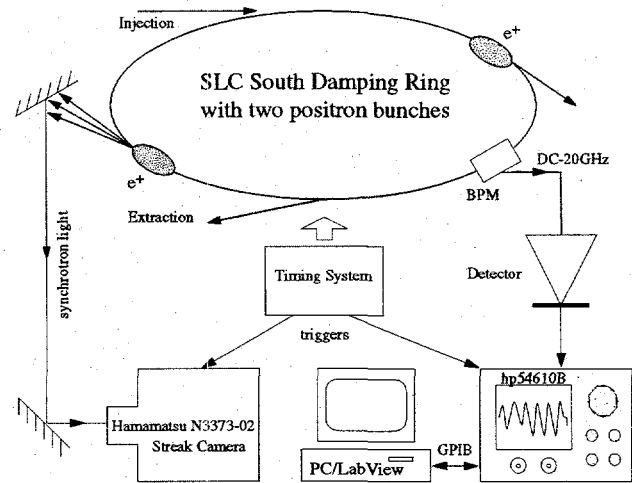 Injection
e+
SLC South Damping Ring
with two positron bunches
e+
DC-20GHz
BPM
Extraction
synchrotron light
Timing System
Detector
triggers
hp54610B
Hamamatsu N3373-02
Streak Camera
GPIB
PC/LabView